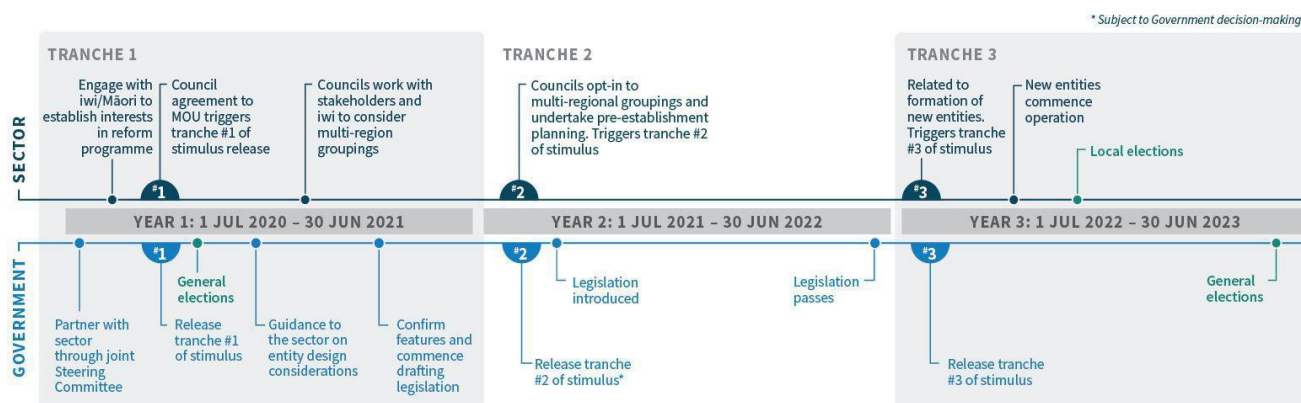 * Subject to Government decision-making
TRANCHE 1
TRANCHE 2
TRANCHE 3
SECTOR
Engage with
iwi/Māori to
establish interests
in reform
programme
Council
agreement to
MOU triggers
tranche #1 of
stimulus release
Councils work with
stakeholders and
iwi to consider
multi-region
groupings
Councils opt-in to
multi-regional groupings and
undertake pre-establishment
planning. Triggers tranche #2
of stimulus
Related to
formation of
new entities.
Triggers tranche
#3 of stimulus
New entities
commence
operation
Local elections
#1
#2
#3
YEAR 1: 1 JUL 2020 – 30 JUN 2021
YEAR 2: 1 JUL 2021 – 30 JUN 2022
YEAR 3: 1 JUL 2022 – 30 JUN 2023
GOVERNMENT
#1
#2
#3
Partner with
sector
through joint
Steering
Committee
Release
tranche #1
of stimulus
General
elections
Guidance to
the sector on
entity design
considerations
Confirm
features and
commence
drafting
legislation
Release tranche
#2 of stimulus*
Legislation
introduced
Legislation
passes
Release tranche
#3 of stimulus
General
elections